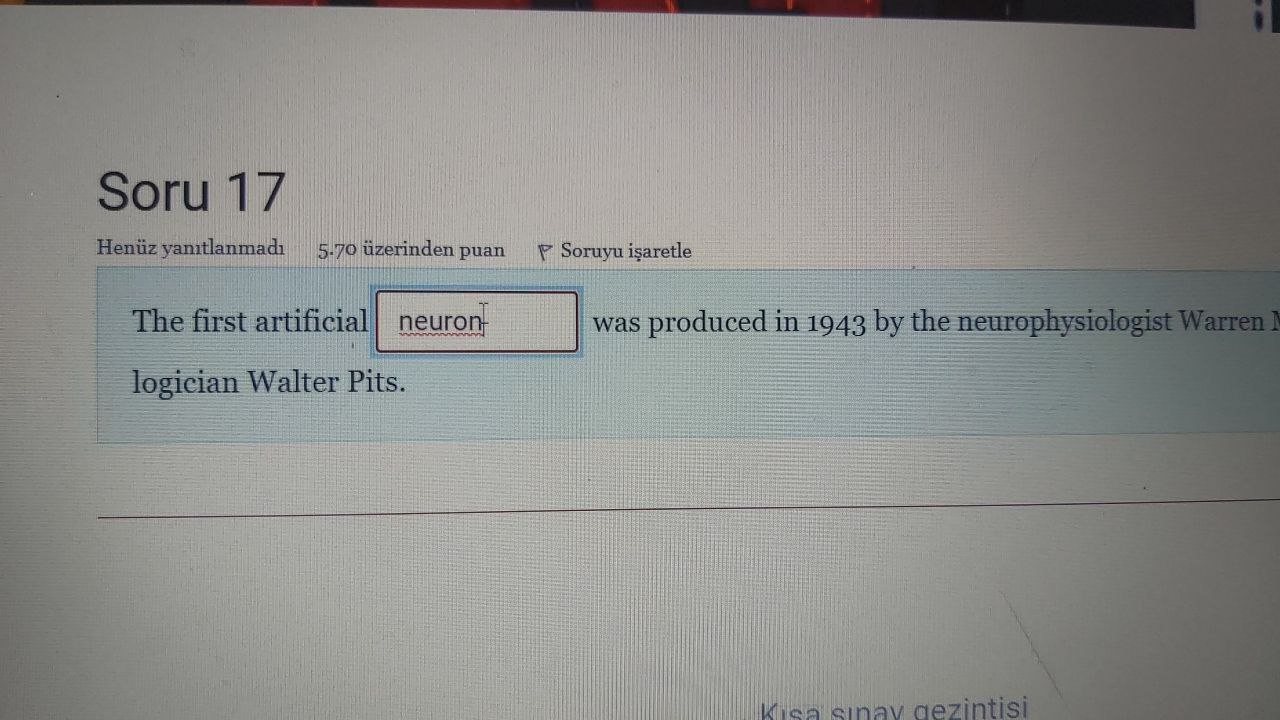 Soru 17
Henüz yanıtlanmadı 5.70 üzerinden puan Soruyu işaretle
The first artificial neuron was produced in 1943 by the neurophysiologist Warren
logician Walter Pits.
Kısa sınav gezintisi